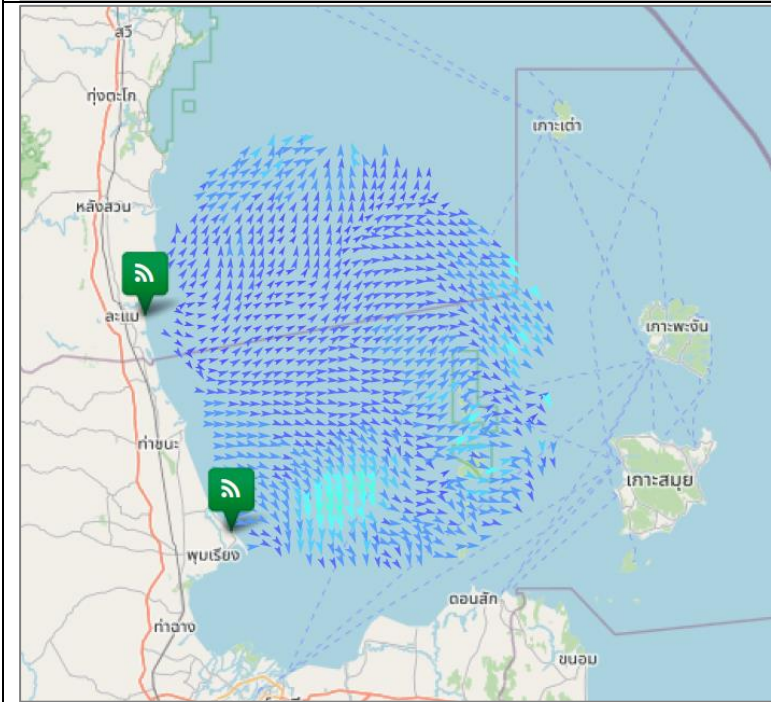 สวี
ทุ่งตะโก
เกาะเต่า
หลังสวน
ละแม
เกาะพะงัน
ท่าชนะ
เกาะสมุย
พุมเรียง
ดอนสัก
ท่าฉาง
ขนอม